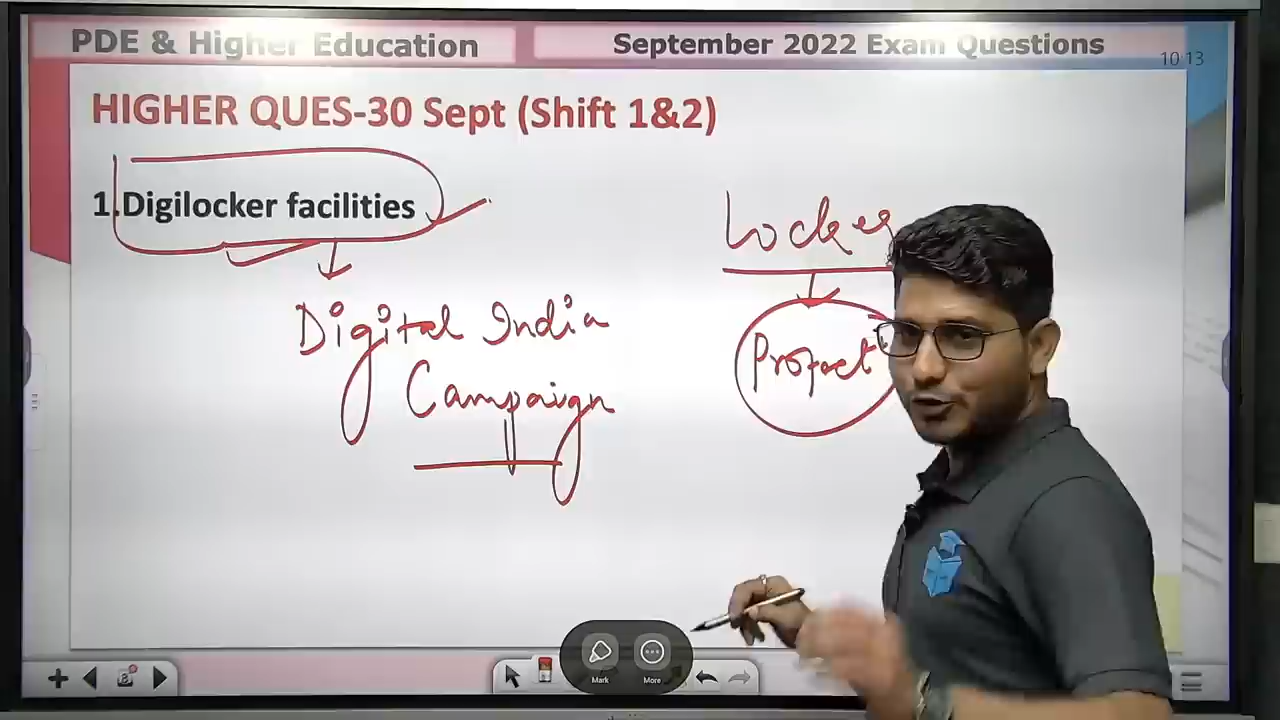 PDE & Higher Education
September 2022 Exam Questions
10 13
HIGHER QUES-30 Sept (Shift 1&2)
1.Digilocker facilities
Locker
Digital India
Campaign
Mark
More